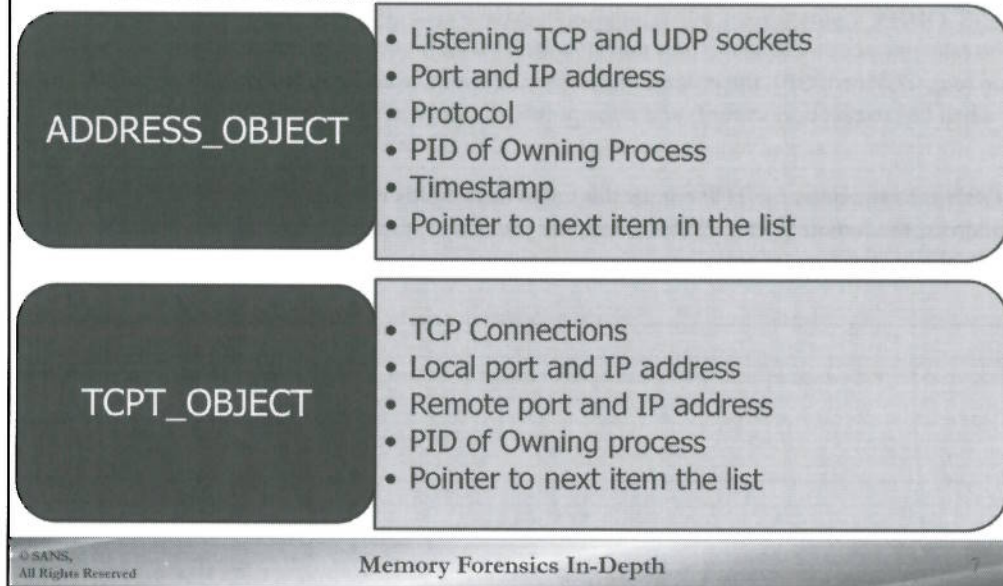 ADDRESS_OBJECT
• Listening TCP and UDP sockets
• Port and IP address
• Protocol
• PID of Owning Process
• Timestamp
• Pointer to next item in the list
TCPT_OBJECT
• TCP Connections
• Local port and IP address
• Remote port and IP address
• PID of Owning process
• Pointer to next item the list
© SANS,
All Rights Reserved
Memory Forensics In-Depth
7